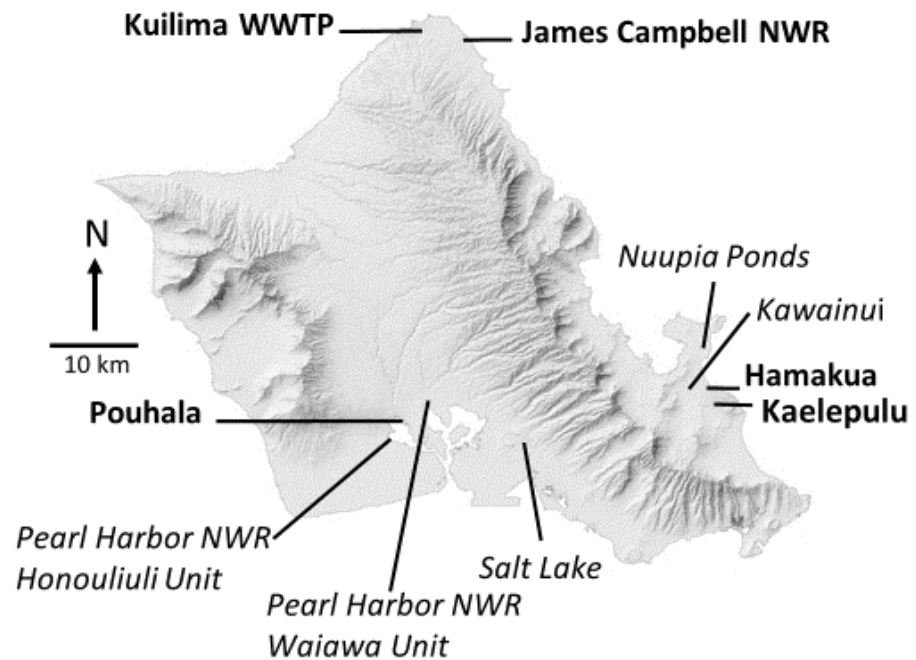 Kuilima WWTP
James Campbell NWR
N
10 km
Nuupia Ponds
Kawainui
Hamakua
Kaelepulu
Pouhala
Pearl Harbor NWR
Honouliuli Unit
Salt Lake
Pearl Harbor NWR
Waiawa Unit